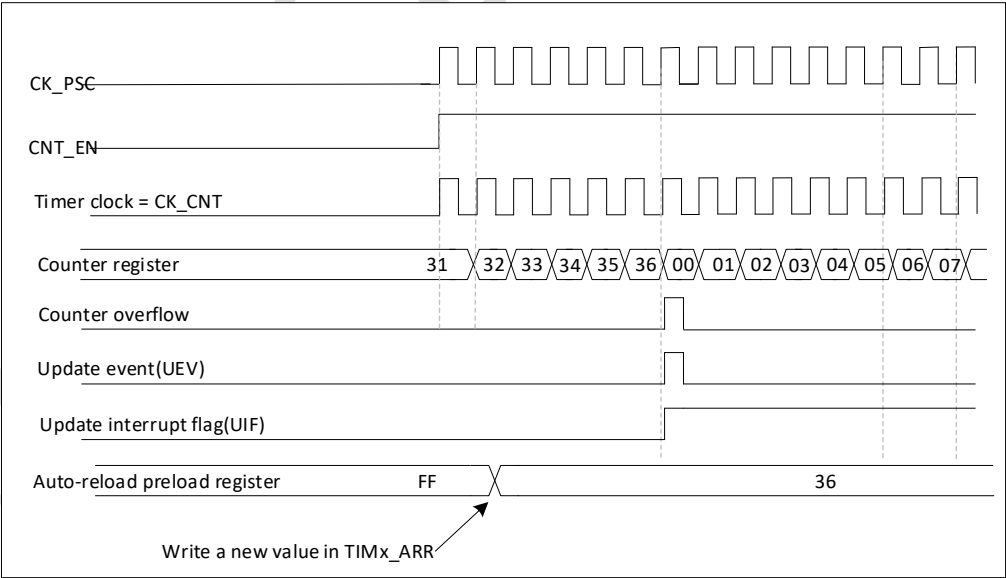 CK_PSC
CNT_EN
Timer clock = CK_CNT
Counter register 31 32 33 34 35 36 00 01 02 03 04 05 06 07
Counter overflow
Update event(UEV)
Update interrupt flag(UIF)
Auto-reload preload register FF 36
Write a new value in TIMx_ARR